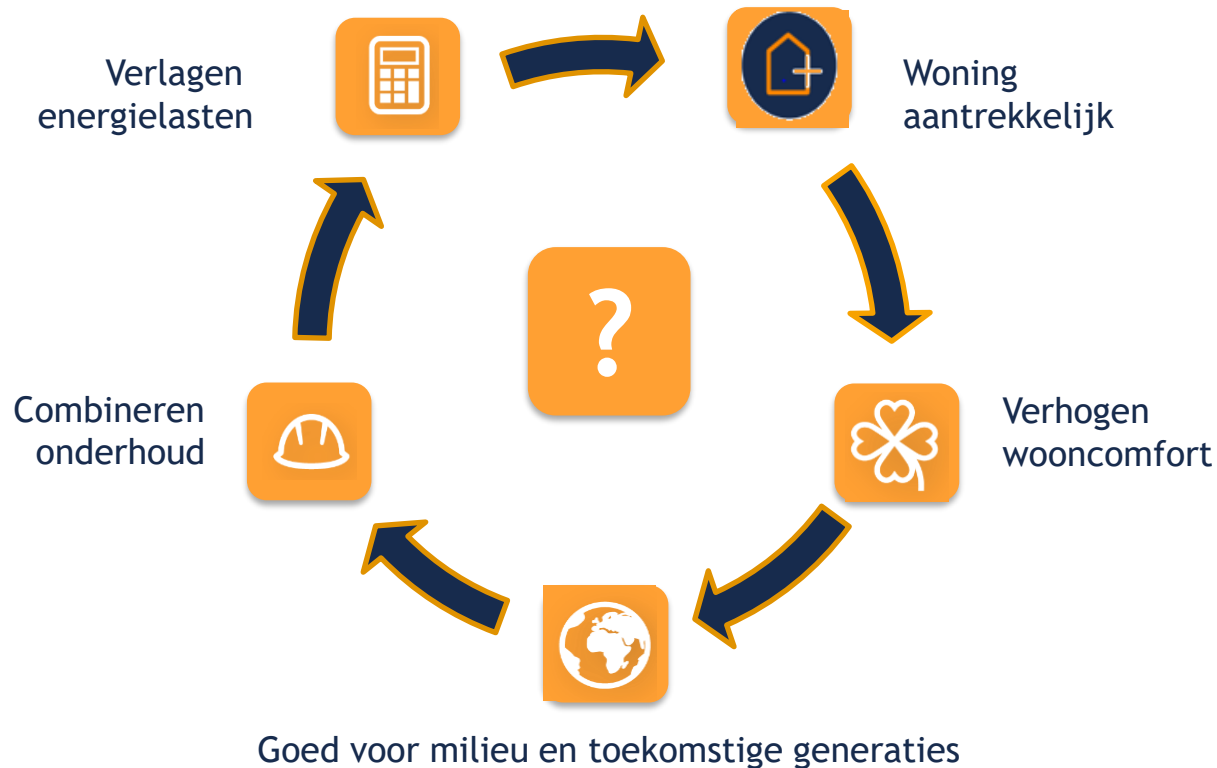 Verlagen
energielasten
Woning
aantrekkelijk
?
Combineren
onderhoud
Verhogen
wooncomfort
Goed voor milieu en toekomstige generaties